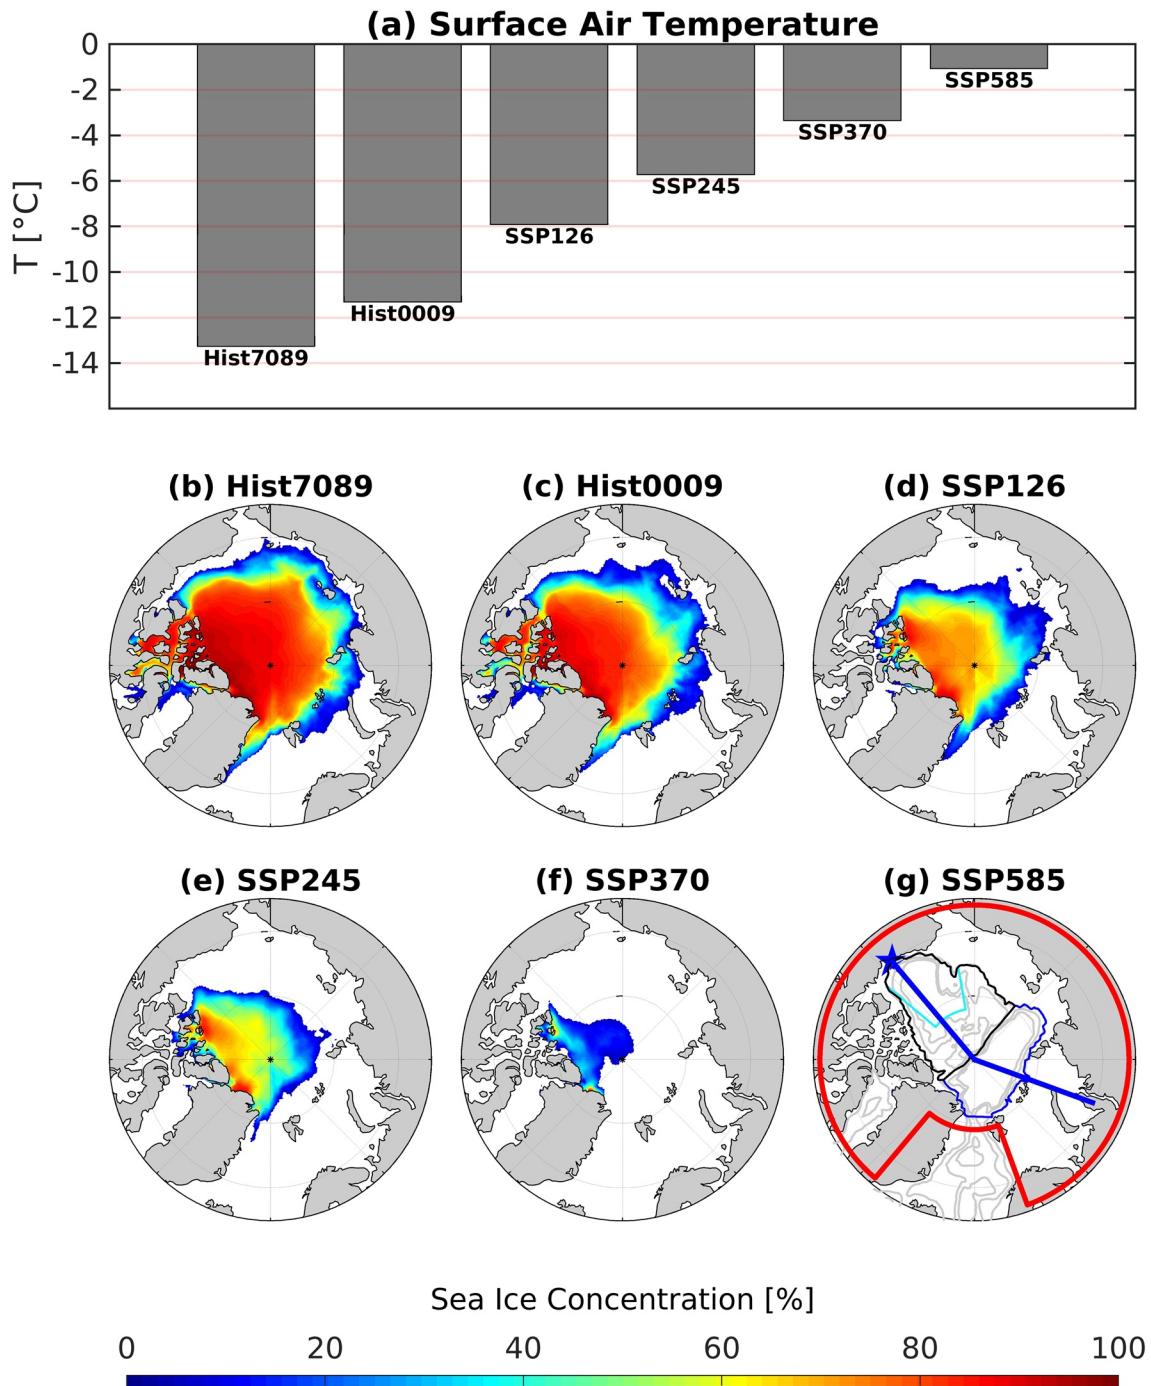 (a) Surface Air Temperature
0
-2
-4
-6
-8
-10
-12
-14
T [°C]
Hist7089
Hist0009
SSP126
SSP245
SSP370
SSP585
(b) Hist7089
(c) Hist0009
(d) SSP126
(e) SSP245
(f) SSP370
(g) SSP585
Sea Ice Concentration [%]
0 20 40 60 80 100